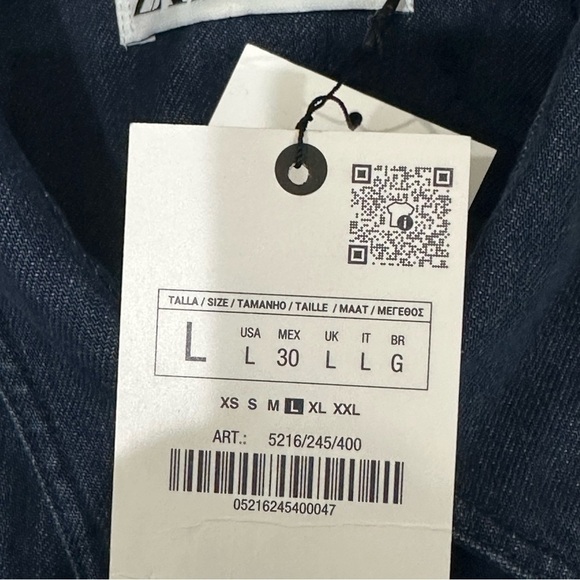 TALLA / SIZE / TAMANHO / TAILLE / MAAT / ΜΕΓΕΘΟΣ
L
USA MEX UK IT BR
L 30 L L G
XS S M L XL XXL
ART.: 5216/245/400
05216245400047